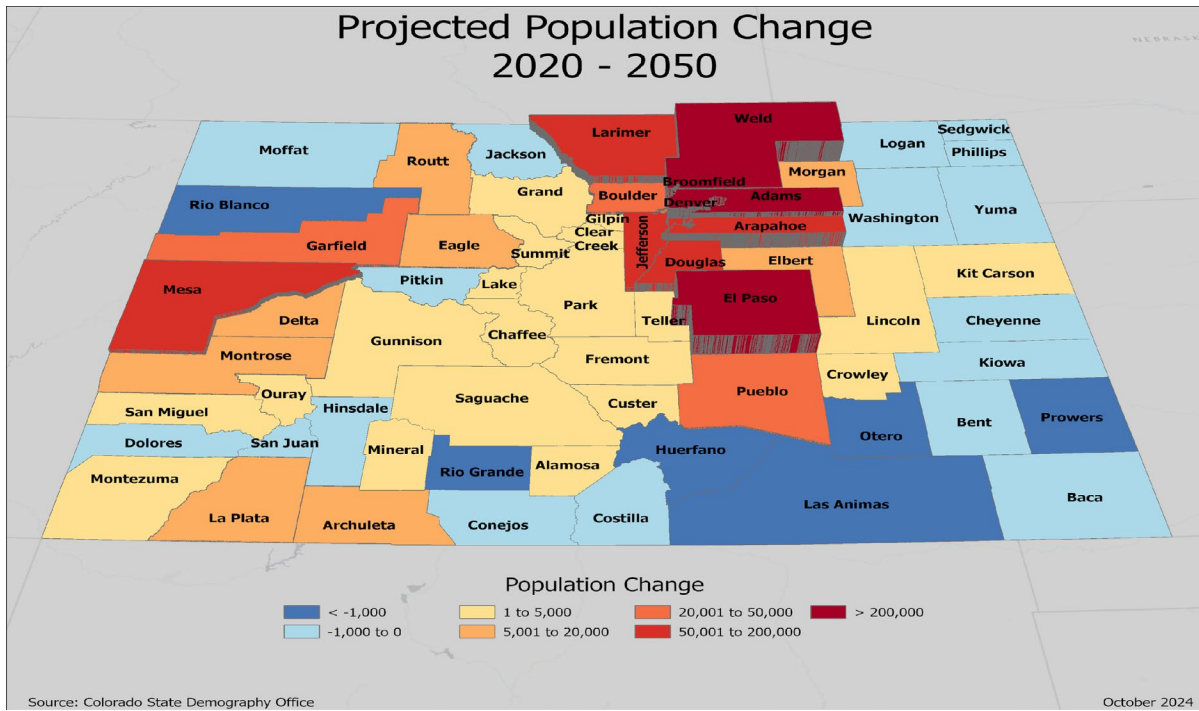 Projected Population Change
2020 - 2050
NEBRASK
Moffat
Routt
Jackson
Larimer
Weld
Logan
Sedgwick
Phillips
Rio Blanco
Grand
Boulder
Broomfield
Denver
Adams
Morgan
Washington
Yuma
Garfield
Eagle
Gilpin
Clear
Creek
Summit
Jefferson
Arapahoe
Douglas
Elbert
Kit Carson
Mesa
Pitkin
Lake
Park
El Paso
Delta
Gunnison
Chaffee
Teller
Lincoln
Cheyenne
Montrose
Fremont
Kiowa
Ouray
Saguache
Custer
Pueblo
Crowley
San Miguel
Hinsdale
Otero
Bent
Prowers
Dolores
San Juan
Mineral
Rio Grande
Alamosa
Huerfano
Montezuma
La Plata
Archuleta
Conejos
Costilla
Las Animas
Baca
Population Change
< -1,000
1 to 5,000
20,001 to 50,000
> 200,000
-1,000 to 0
5,001 to 20,000
50,001 to 200,000
Source: Colorado State Demography Office
October 2024